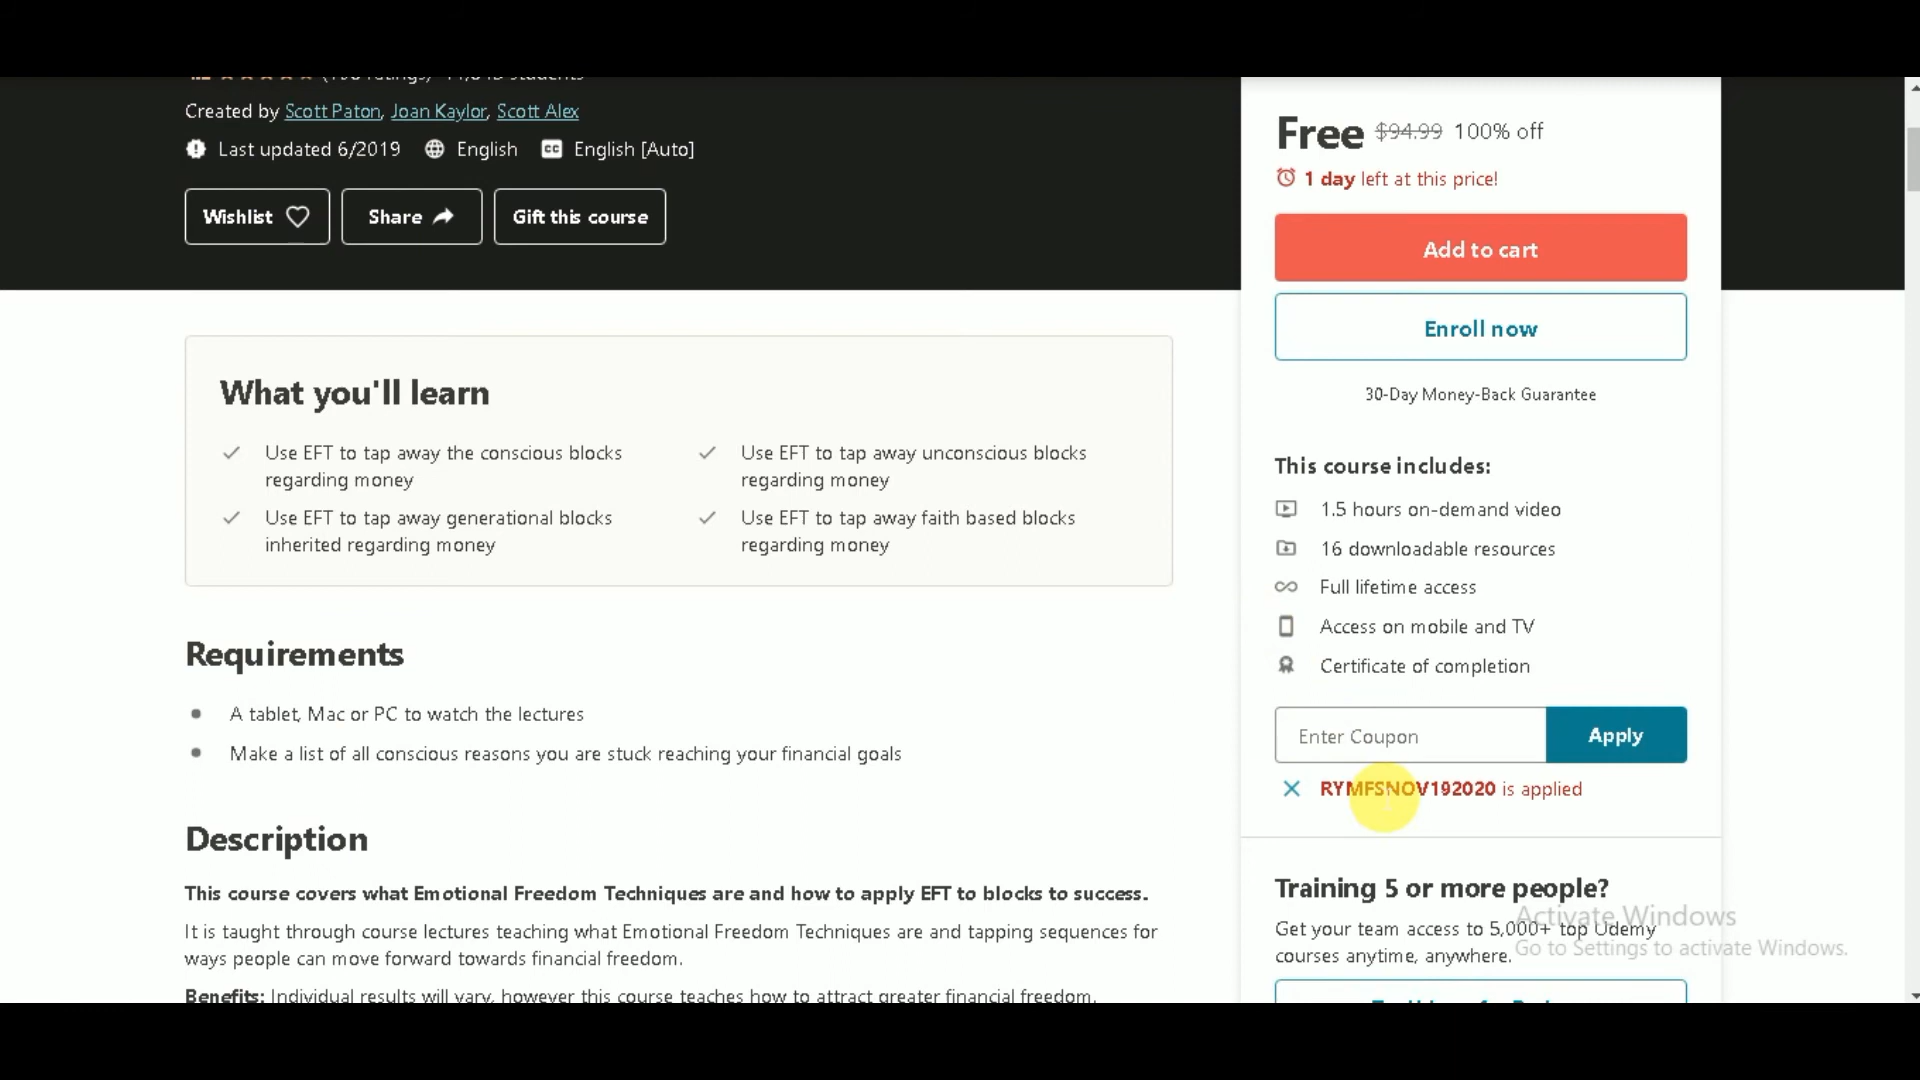 Created by Scott Paton, Joan Kaylor, Scott Alex
Last updated 6/2019 English CC English [Auto]
Wishlist Share Gift this course
Free $94.99 100% off
1 day left at this price!
Add to cart
Enroll now
30-Day Money-Back Guarantee
What you'll learn
Use EFT to tap away the conscious blocks
regarding money
Use EFT to tap away unconscious blocks
regarding money
Use EFT to tap away generational blocks
inherited regarding money
Use EFT to tap away faith based blocks
regarding money
Requirements
A tablet, Mac or PC to watch the lectures
Make a list of all conscious reasons you are stuck reaching your financial goals
Description
This course covers what Emotional Freedom Techniques are and how to apply EFT to blocks to success.
It is taught through course lectures teaching what Emotional Freedom Techniques are and tapping sequences for
ways people can move forward towards financial freedom.
Benefits: Individual results will vary, however this course teaches how to attract greater financial freedom.
This course includes:
1.5 hours on-demand video
16 downloadable resources
Full lifetime access
Access on mobile and TV
Certificate of completion
Enter Coupon Apply
RYMFSNOV192020 is applied
Training 5 or more people?
Get your team access to 5,000+ top Udemy
courses anytime, anywhere.
Activate Windows
Go to Settings to activate Windows.